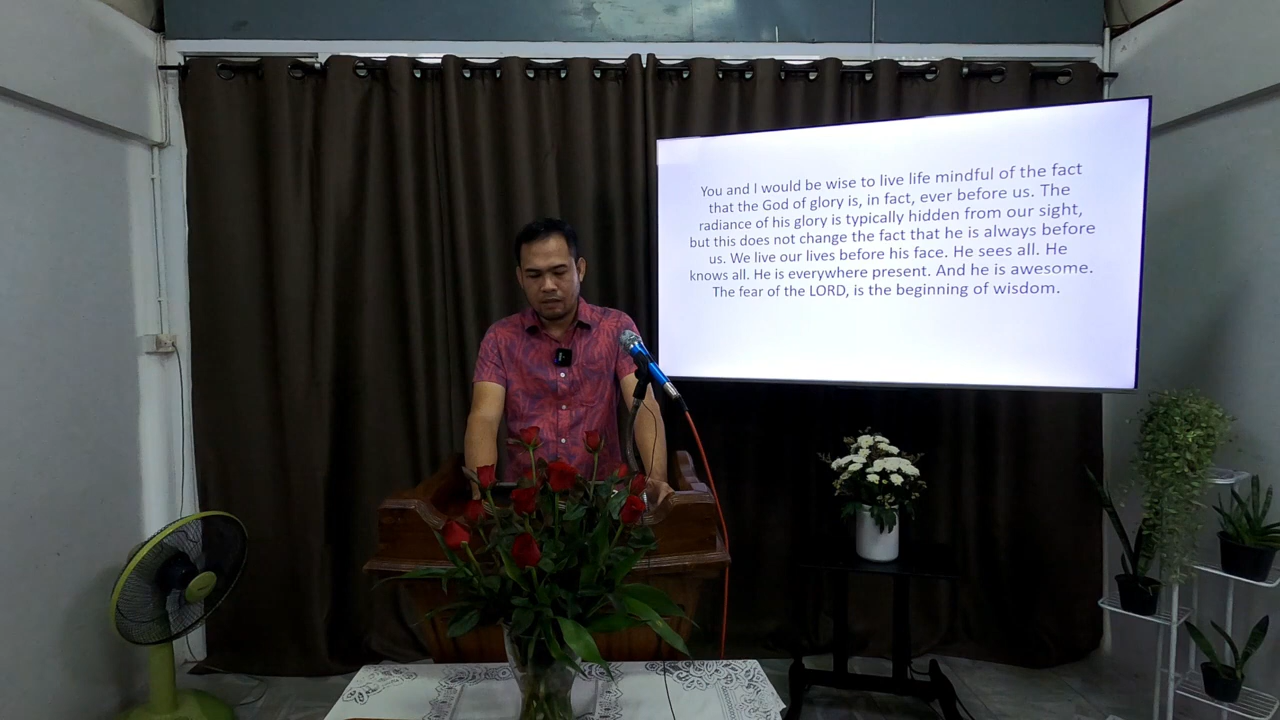 You and I would be wise to live life mindful of the fact
that the God of glory is, in fact, ever before us. The
radiance of his glory is typically hidden from our sight,
but this does not change the fact that he is always before
us. We live our lives before his face. He sees all. He
knows all. He is everywhere present. And he is awesome.
The fear of the LORD, is the beginning of wisdom.